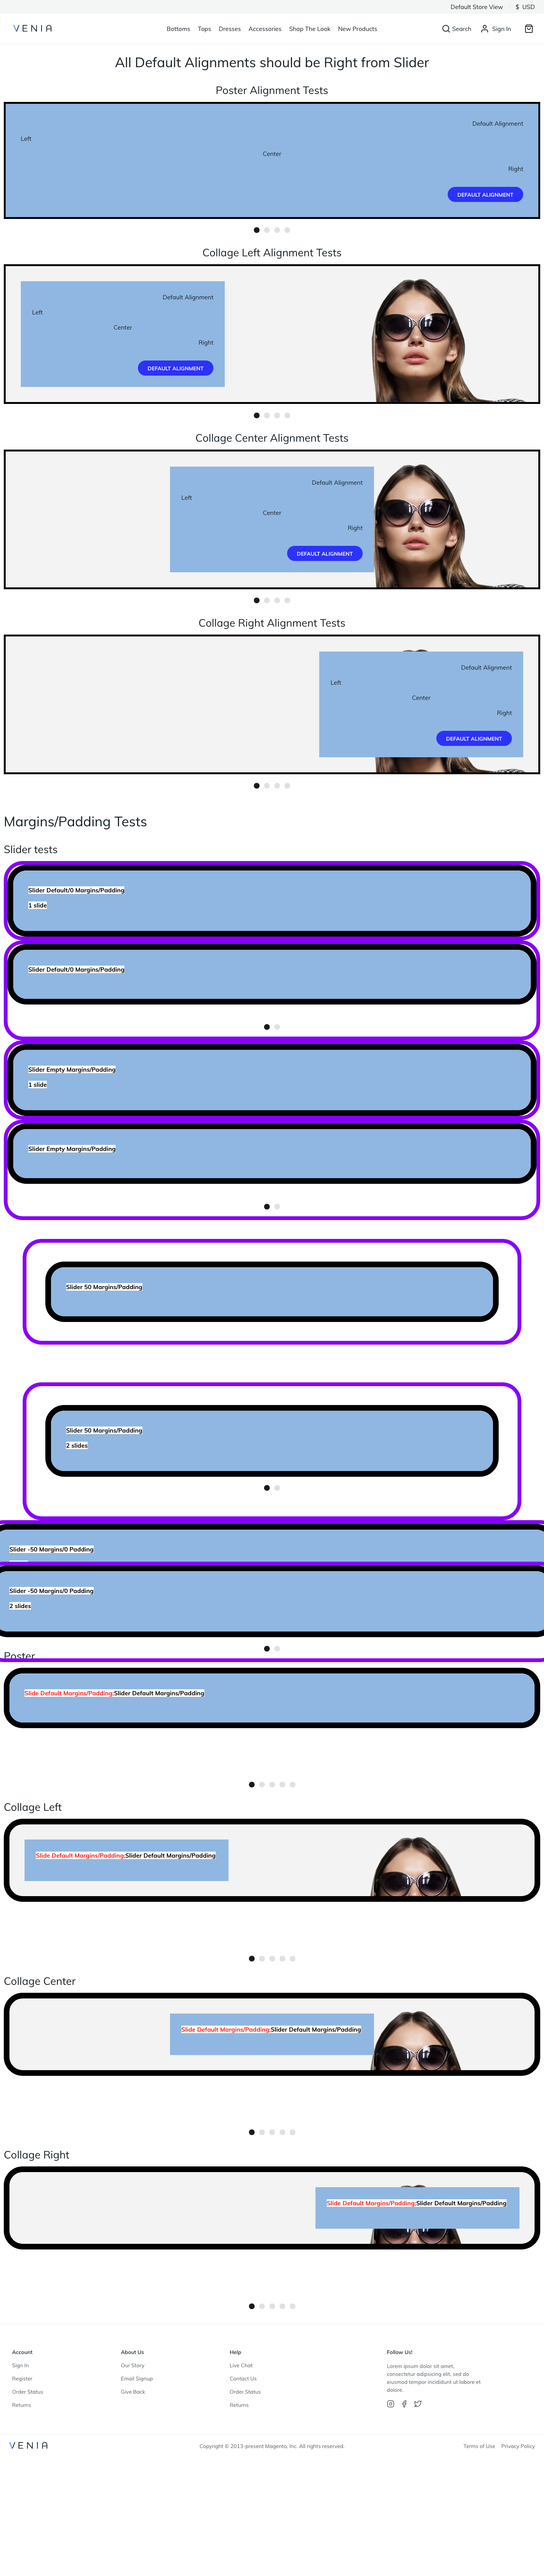 Default Store View $ USD
VENIA Bottoms Tops Dresses Accessories Shop The Look New Products Search Sign In
All Default Alignments should be Right from Slider
Poster Alignment Tests
Default Alignment
Left
Center
Right
DEFAULT ALIGNMENT
Collage Left Alignment Tests
Default Alignment
Left
Center
Right
DEFAULT ALIGNMENT
Collage Center Alignment Tests
Default Alignment
Left
Center
Right
DEFAULT ALIGNMENT
Collage Right Alignment Tests
Default Alignment
Left
Center
Right
DEFAULT ALIGNMENT
Margins/Padding Tests
Slider tests
Slider Default/0 Margins/Padding
1 slide
Slider Default/0 Margins/Padding
Slider Empty Margins/Padding
1 slide
Slider Empty Margins/Padding
Slider 50 Margins/Padding
Slider 50 Margins/Padding
2 slides
Slider -50 Margins/0 Padding
Slider -50 Margins/0 Padding
2 slides
Poster
Slide Default Margins/Padding;Slider Default Margins/Padding
Collage Left
Slide Default Margins/Padding;Slider Default Margins/Padding
Collage Center
Slide Default Margins/Padding;Slider Default Margins/Padding
Collage Right
Slide Default Margins/Padding;Slider Default Margins/Padding
Account
Sign In
Register
Order Status
Returns
About Us
Our Story
Email Signup
Give Back
Help
Live Chat
Contact Us
Order Status
Returns
Follow Us!
Lorem ipsum dolor sit amet,
consectetur adipisicing elit, sed do
eiusmod tempor incididunt ut labore et
dolore.
VENIA Copyright © 2013-present Magento, Inc. All rights reserved. Terms of Use Privacy Policy